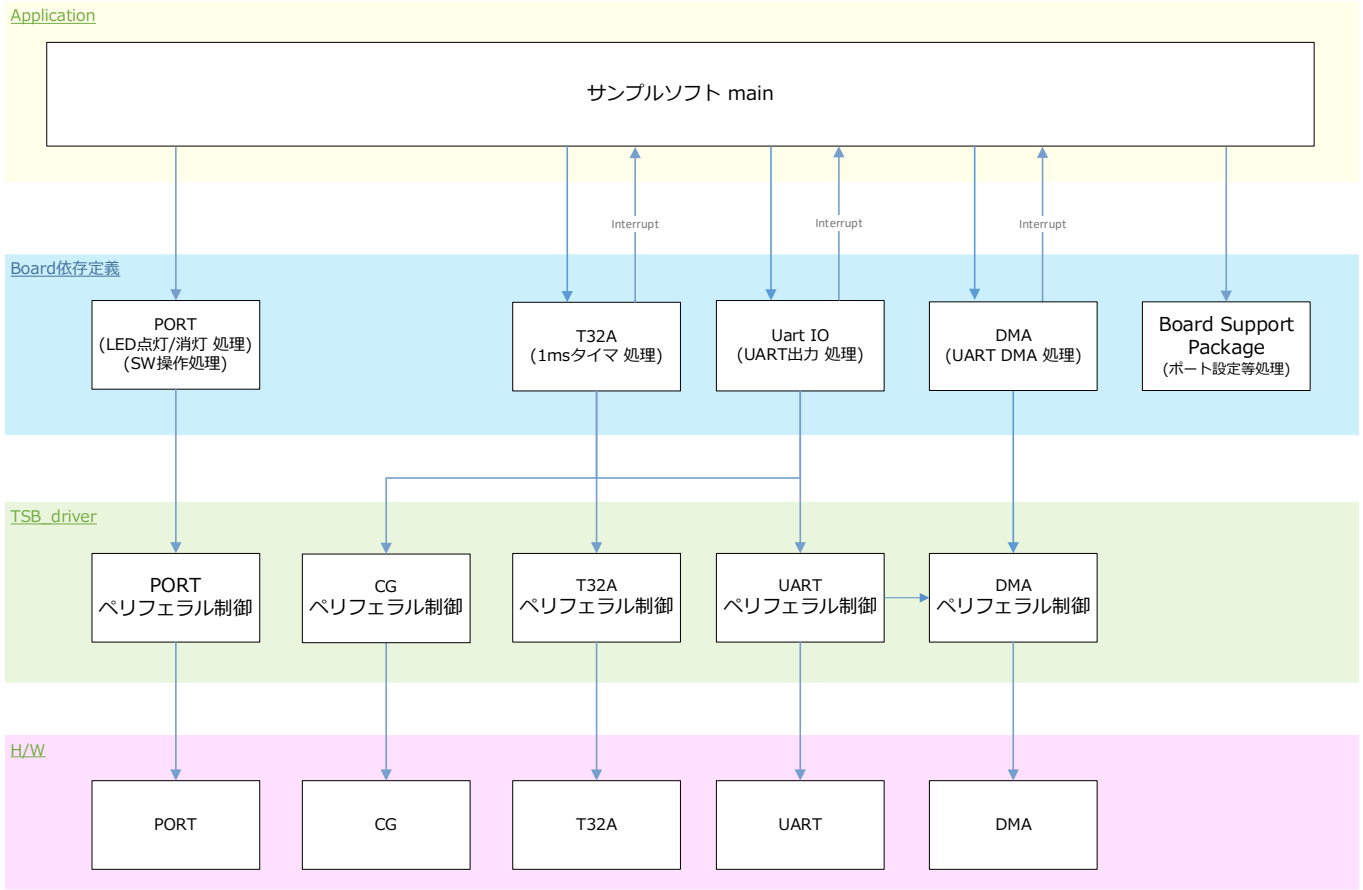 Application
サンプルソフト main
Interrupt
Interrupt
Interrupt
Board依存定義
PORT
(LED点灯/消灯 処理)
(SW操作処理)
T32A
(1msタイマ 処理)
Uart IO
(UART出力 処理)
DMA
(UART DMA 処理)
Board Support
Package
(ポート設定等処理)
TSB_driver
PORT
ペリフェラル制御
CG
ペリフェラル制御
T32A
ペリフェラル制御
UART
ペリフェラル制御
DMA
ペリフェラル制御
H/W
PORT
CG
T32A
UART
DMA